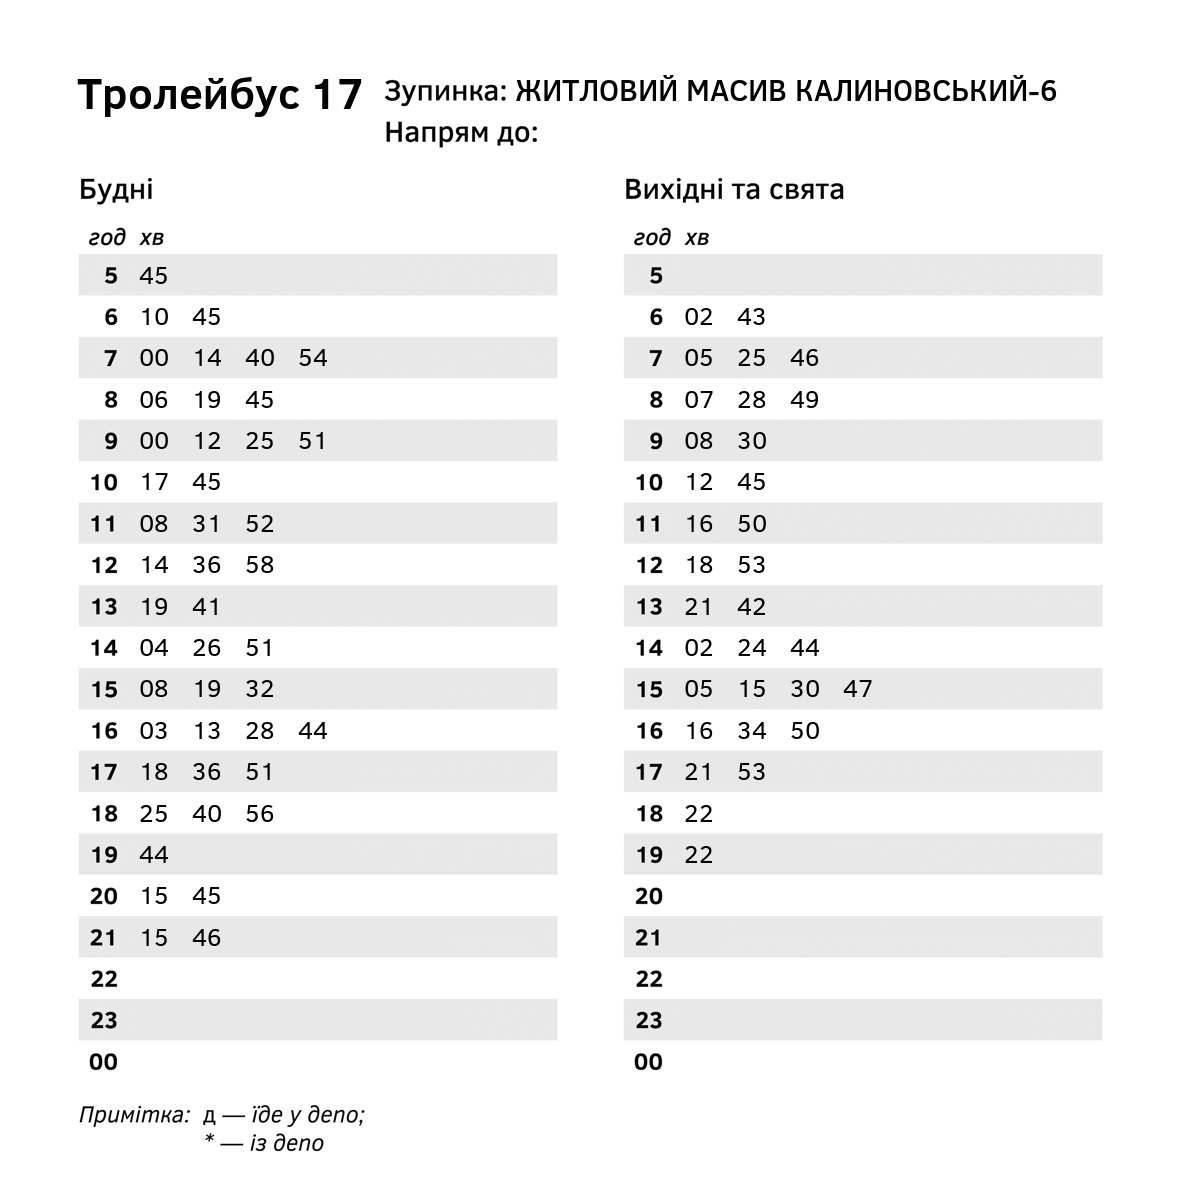 Тролейбус 17
Зупинка: ЖИТЛОВИЙ МАСИВ КАЛИНОВСЬКИЙ-6
Напрям до:
Будні
год хв
5 45
6 10 45
7 00 14 40 54
8 06 19 45
9 00 12 25 51
10 17 45
11 08 31 52
12 14 36 58
13 19 41
14 04 26 51
15 08 19 32
16 03 13 28 44
17 18 36 51
18 25 40 56
19 44
20 15 45
21 15 46
22
23
00
Вихідні та свята
год хв
5
6 02 43
7 05 25 46
8 07 28 49
9 08 30
10 12 45
11 16 50
12 18 53
13 21 42
14 02 24 44
15 05 15 30 47
16 16 34 50
17 21 53
18 22
19 22
20
21
22
23
00
Примітка: д — їде у депо;
* — із депо